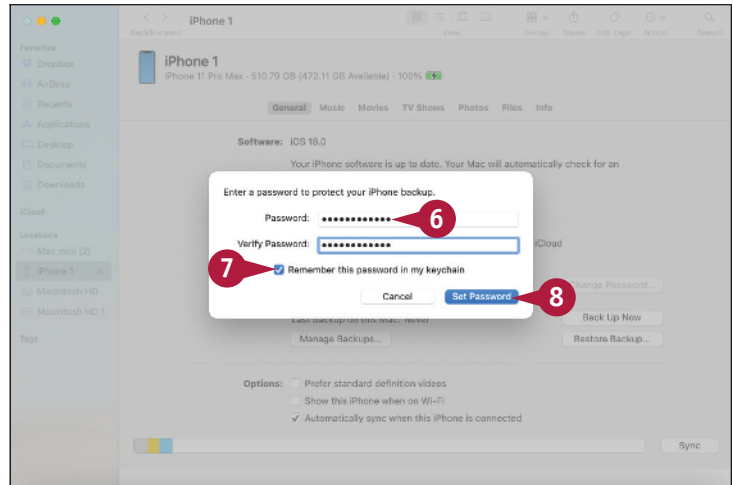 iPhone 1
Back/Forward View Group Share Edit Tags Action Search
Favorites
Dropbox
AirDrop
Recents
Applications
Desktop
Documents
Downloads
iCloud
Locations
Mac mini (2)
iPhone 1
Macintosh HD
Macintosh HD 1
Tags
iPhone 1
iPhone 11 Pro Max - 510.79 GB (472.11 GB Available) - 100%
General Music Movies TV Shows Photos Files Info
Software: iOS 18.0
Your iPhone software is up to date. Your Mac will automatically check for an
Enter a password to protect your iPhone backup.
Password: ●●●●●●●●●●●● 6
Verify Password: ●●●●●●●●●●●●
iCloud
7 Remember this password in my keychain
Change Password...
Cancel Set Password 8
Last backup on this Mac: Never Back Up Now
Manage Backups... Restore Backup...
Options: Prefer standard definition videos
Show this iPhone when on Wi-Fi
Automatically sync when this iPhone is connected
Sync